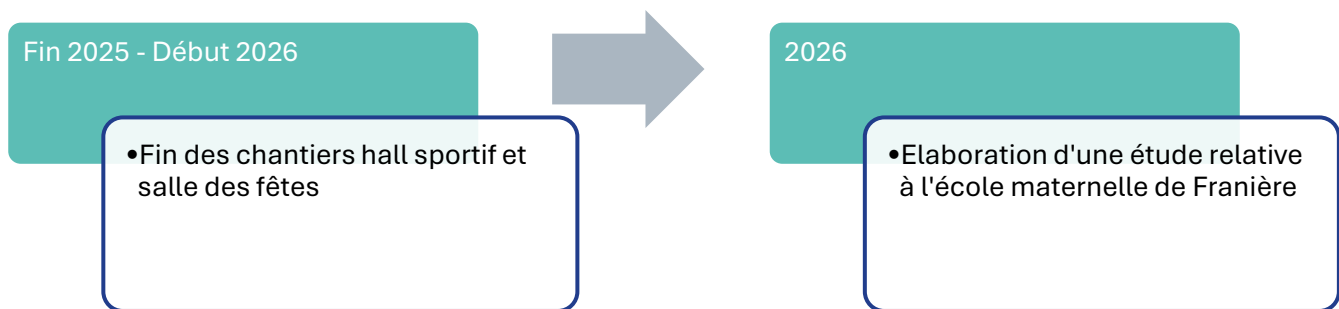 Fin 2025 - Début 2026
•Fin des chantiers hall sportif et
salle des fêtes
2026
•Elaboration d'une étude relative
à l'école maternelle de Franière